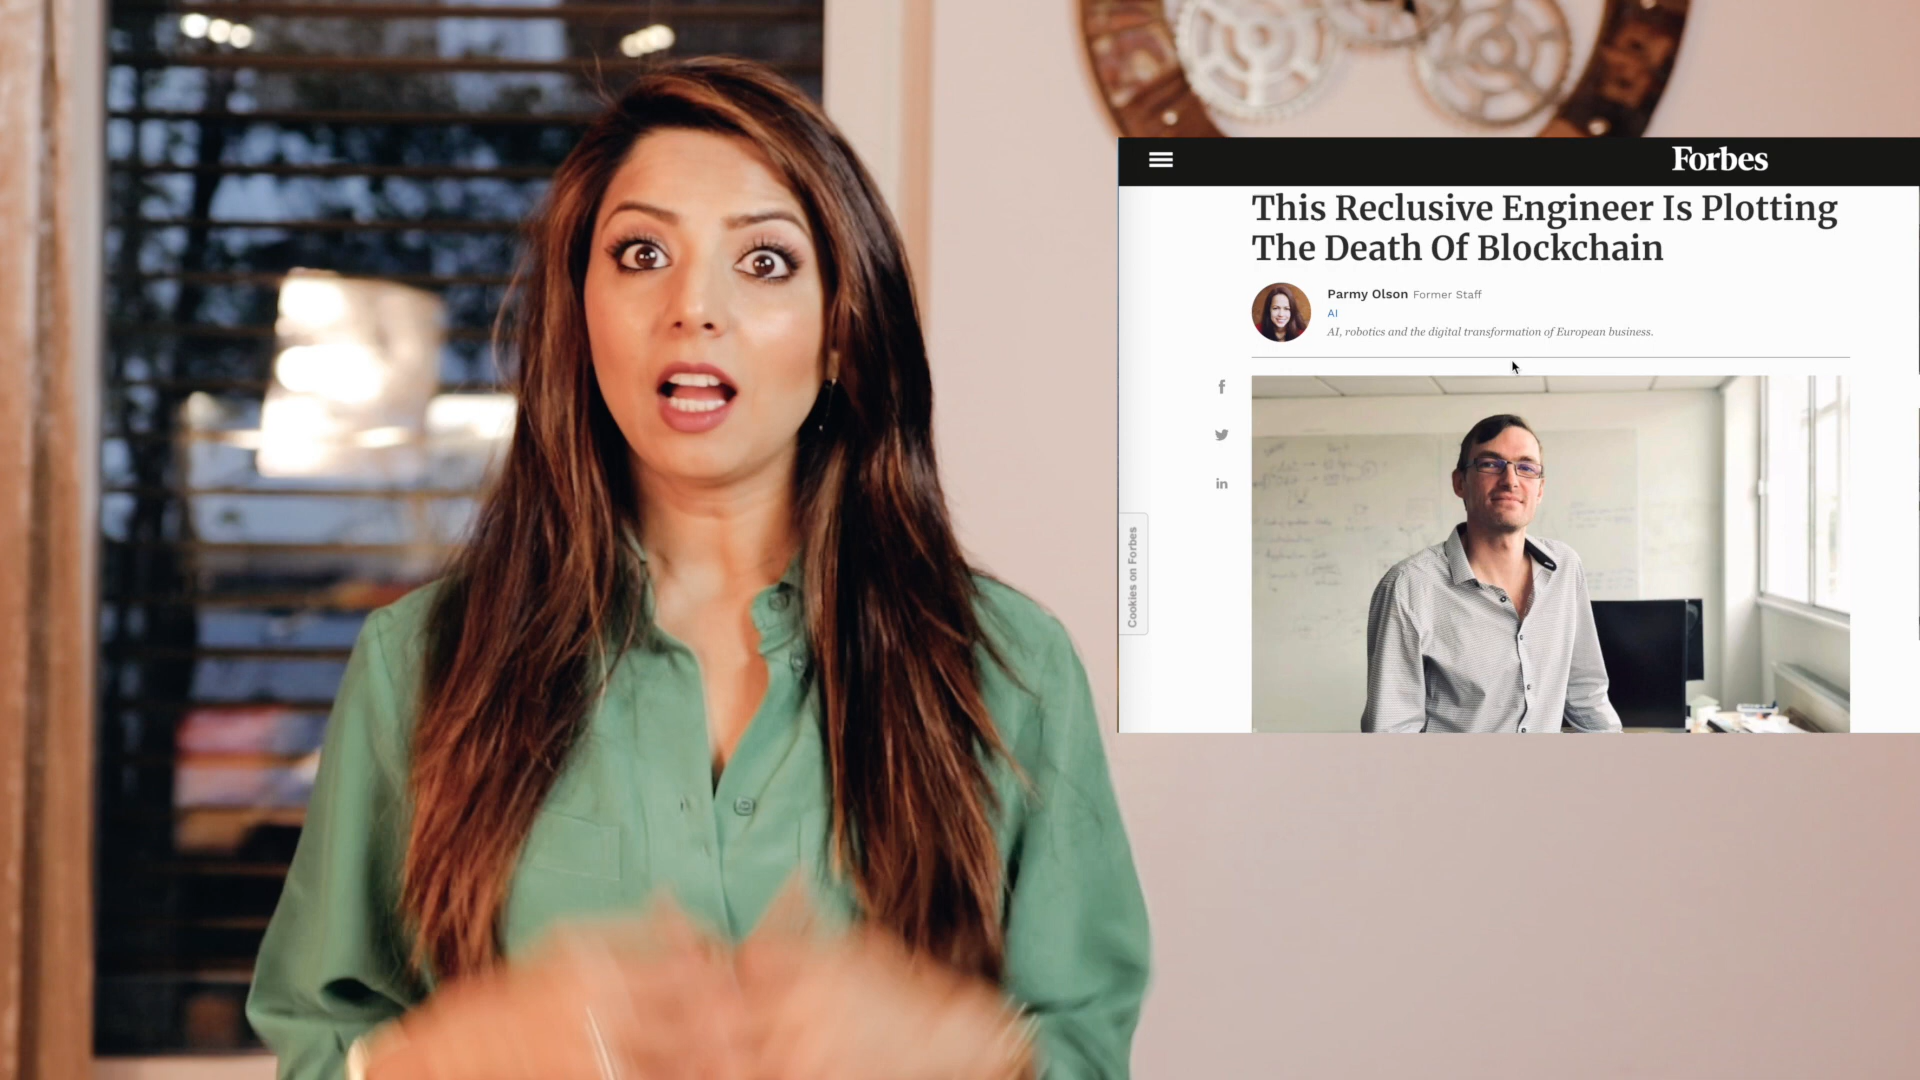 Forbes
This Reclusive Engineer Is Plotting
The Death Of Blockchain
Parmy Olson Former Staff
AI
AI, robotics and the digital transformation of European business.
f
in
Cookies on Forbes